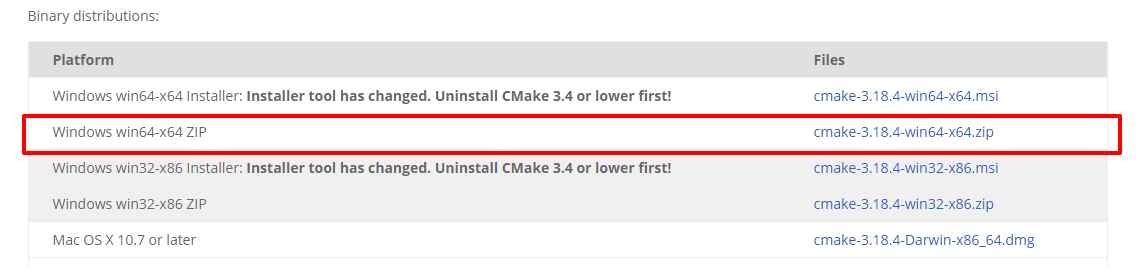 Binary distributions:
Platform Files
Windows win64-x64 Installer: Installer tool has changed. Uninstall CMake 3.4 or lower first! cmake-3.18.4-win64-x64.msi
Windows win64-x64 ZIP cmake-3.18.4-win64-x64.zip
Windows win32-x86 Installer: Installer tool has changed. Uninstall CMake 3.4 or lower first! cmake-3.18.4-win32-x86.msi
Windows win32-x86 ZIP cmake-3.18.4-win32-x86.zip
Mac OS X 10.7 or later cmake-3.18.4-Darwin-x86_64.dmg